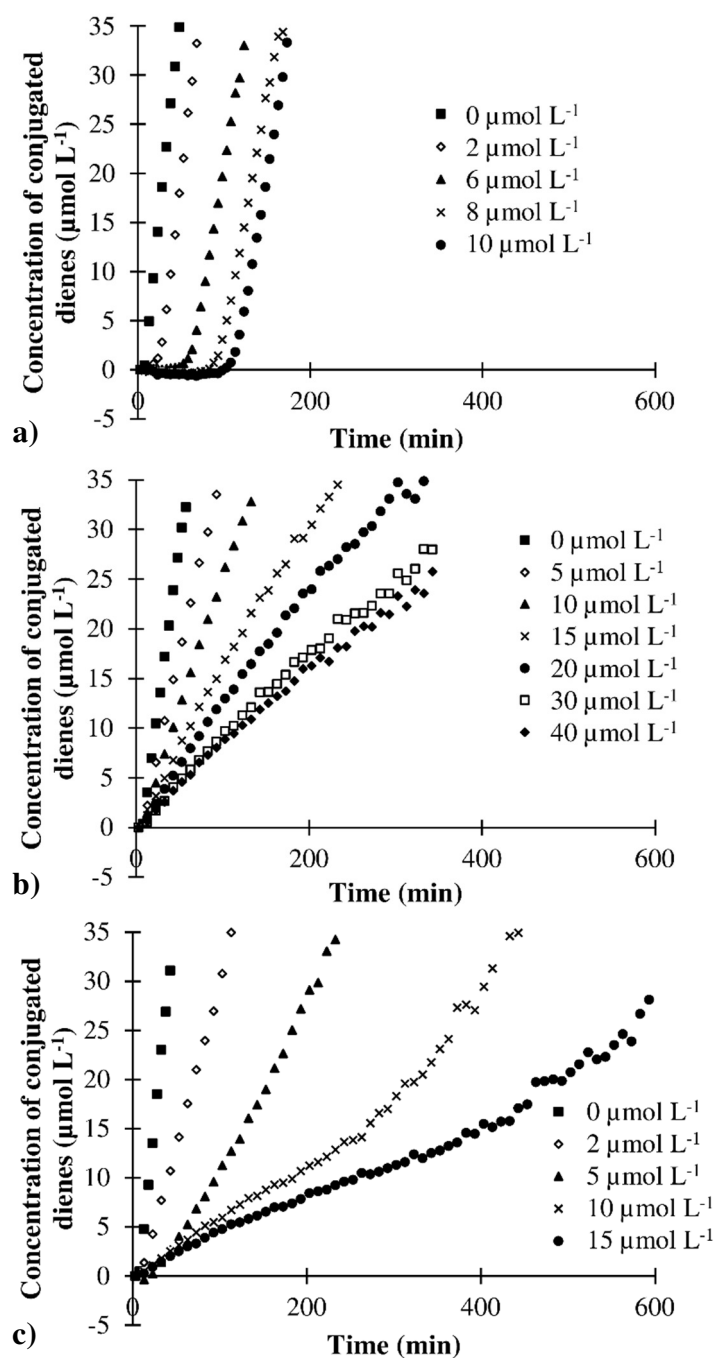 35
30
25
20
15
10
5
0
-5
Concentration of conjugated
dienes (µmol L-1)
0 µmol L-1
2 µmol L-1
6 µmol L-1
8 µmol L-1
10 µmol L-1
0
200
400
600
Time (min)
a)
35
30
25
20
15
10
5
0
-5
Concentration of conjugated
dienes (µmol L-1)
0 µmol L-1
5 µmol L-1
10 µmol L-1
15 µmol L-1
20 µmol L-1
30 µmol L-1
40 µmol L-1
0
200
400
600
Time (min)
b)
35
30
25
20
15
10
5
0
-5
Concentration of conjugated
dienes (µmol L-1)
0 µmol L-1
2 µmol L-1
5 µmol L-1
10 µmol L-1
15 µmol L-1
0
200
400
600
Time (min)
c)